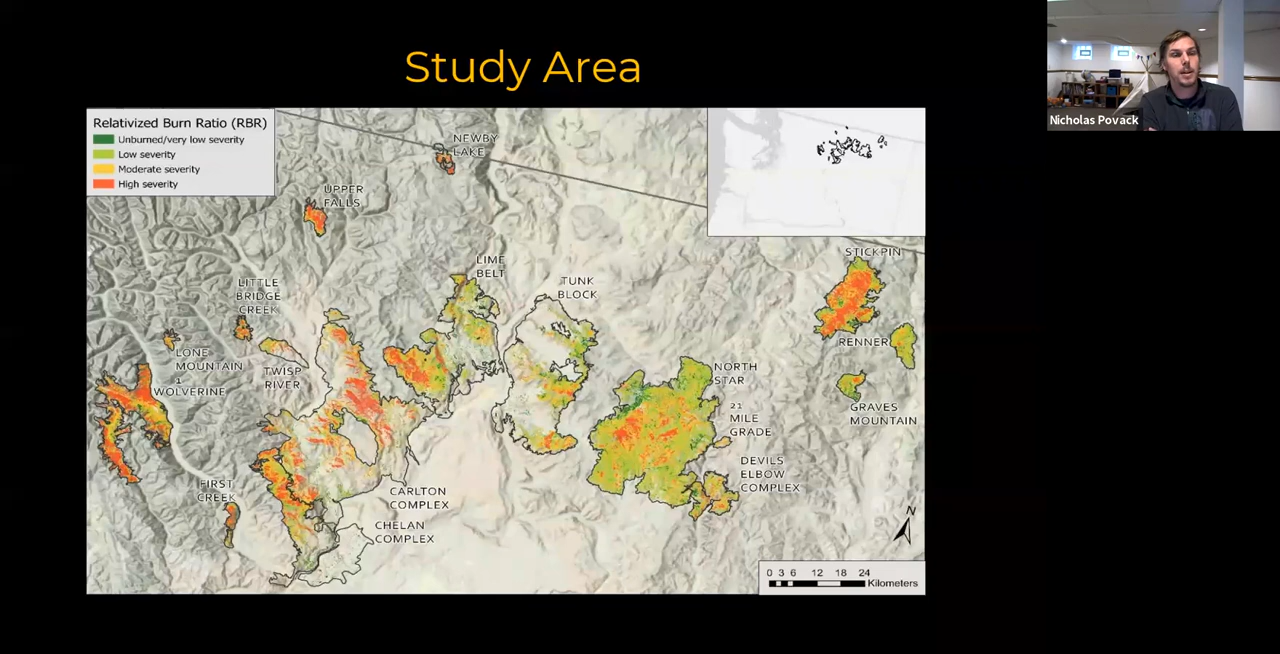 Study Area
Nicholas Povack
Relativized Burn Ratio (RBR)
Unburned/very low severity
Low severity
Moderate severity
High severity
NEWBY
LAKE
UPPER
FALLS
STICKPIN
LIME
BELT
TUNK
BLOCK
LITTLE
BRIDGE
CREEK
RENNER
LONE
MOUNTAIN
1
WOLVERINE
TWISP
RIVER
NORTH
STAR
21
MILE
GRADE
GRAVES
MOUNTAIN
DEVILS
ELBOW
COMPLEX
FIRST
CREEK
CARLTON
COMPLEX
CHELAN
COMPLEX
N
0 3 6 12 18 24
Kilometers